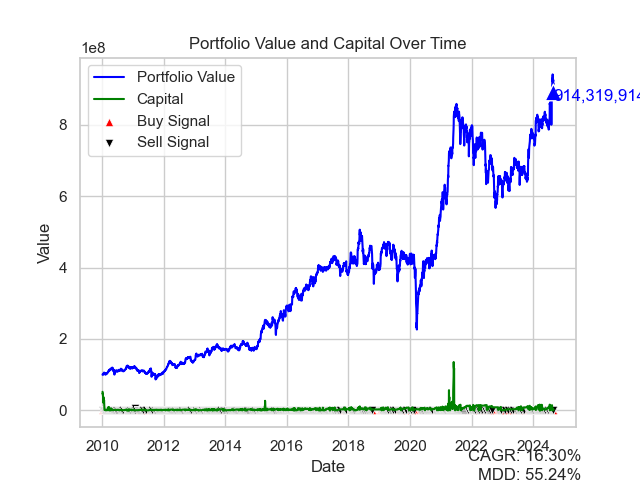 Portfolio Value and Capital Over Time
1e8
Portfolio Value
Capital
Buy Signal
Sell Signal
914,319,914
8
6
4
2
0
Value
2010 2012 2014 2016 2018 2020 2022 2024
Date
CAGR: 16.30%
MDD: 55.24%